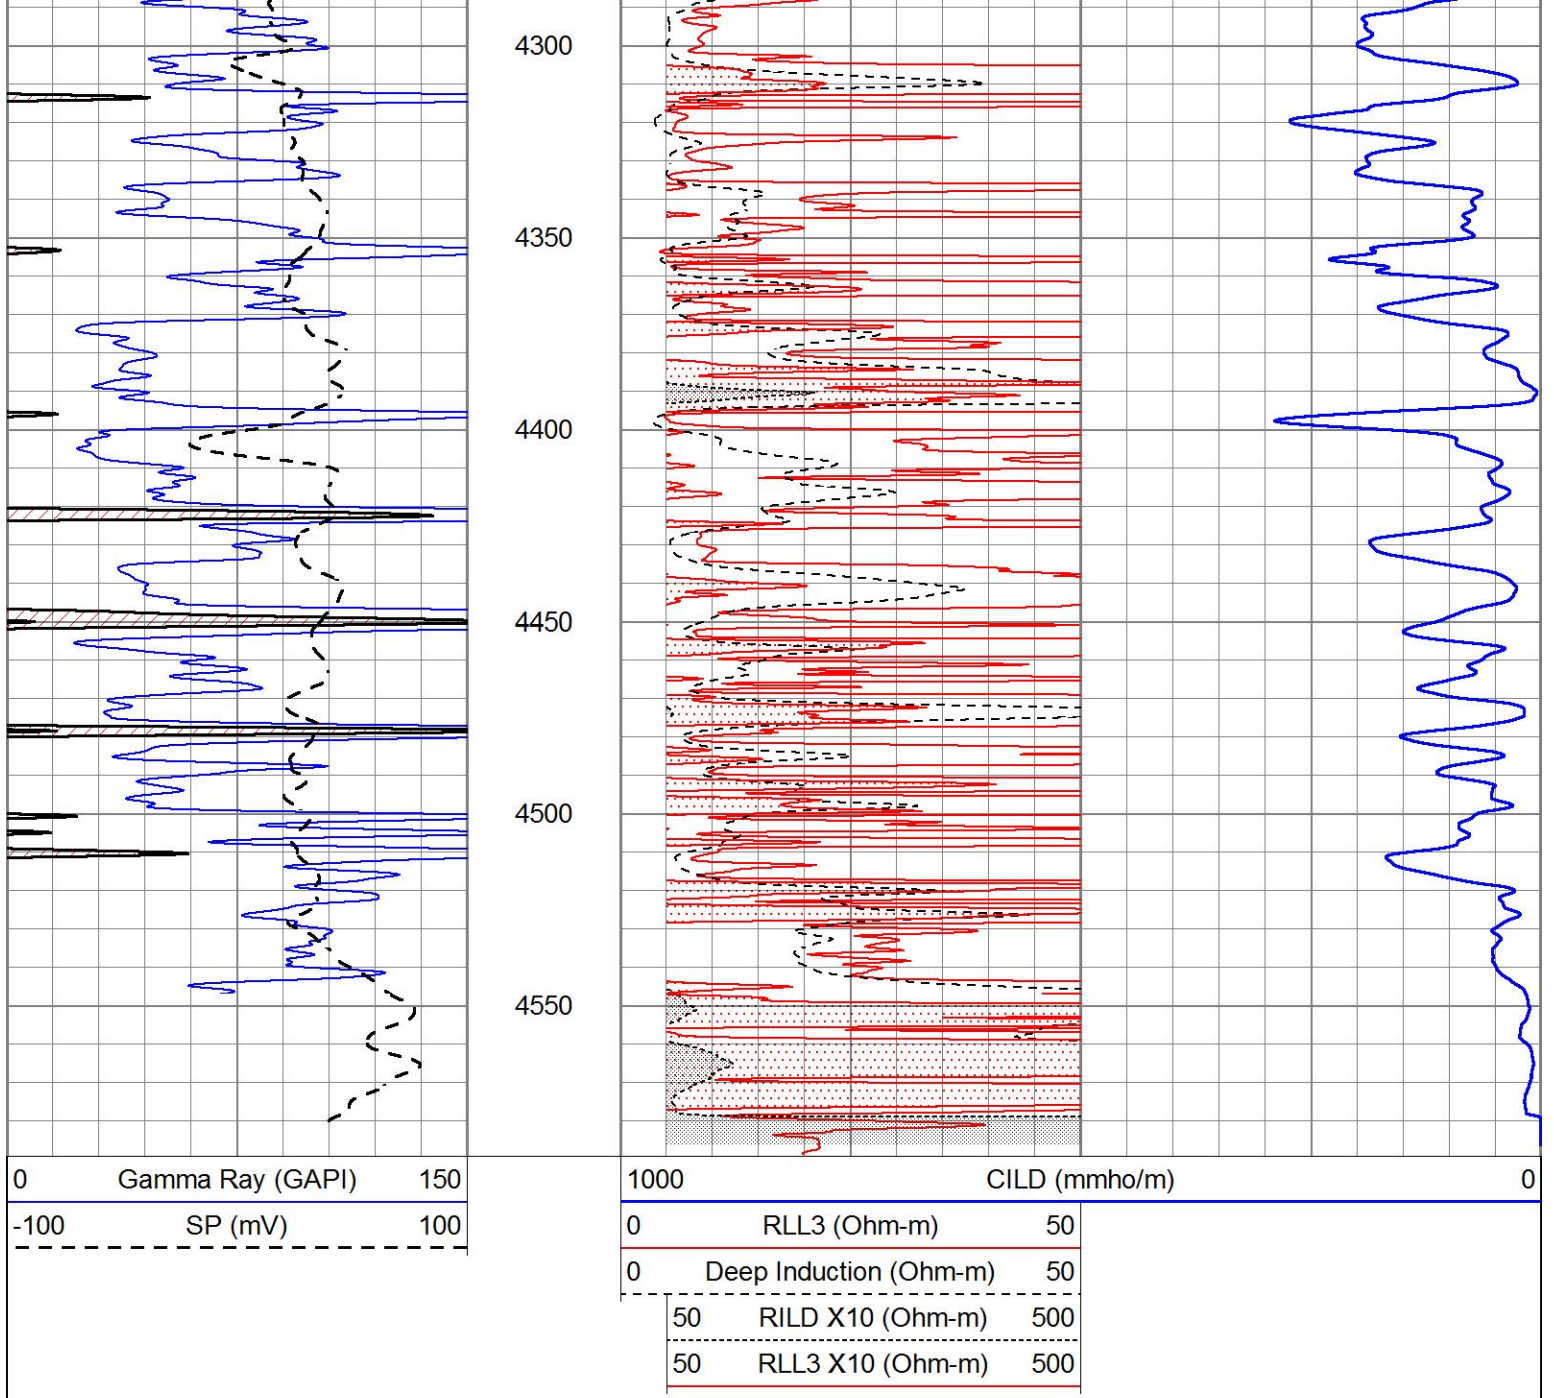 4300
4350
4400
4450
4500
4550
0 Gamma Ray (GAPI) 150
-100 SP (mV) 100
1000 CILD (mmho/m) 0
0 RLL3 (Ohm-m) 50
0 Deep Induction (Ohm-m) 50
50 RILD X10 (Ohm-m) 500
50 RLL3 X10 (Ohm-m) 500